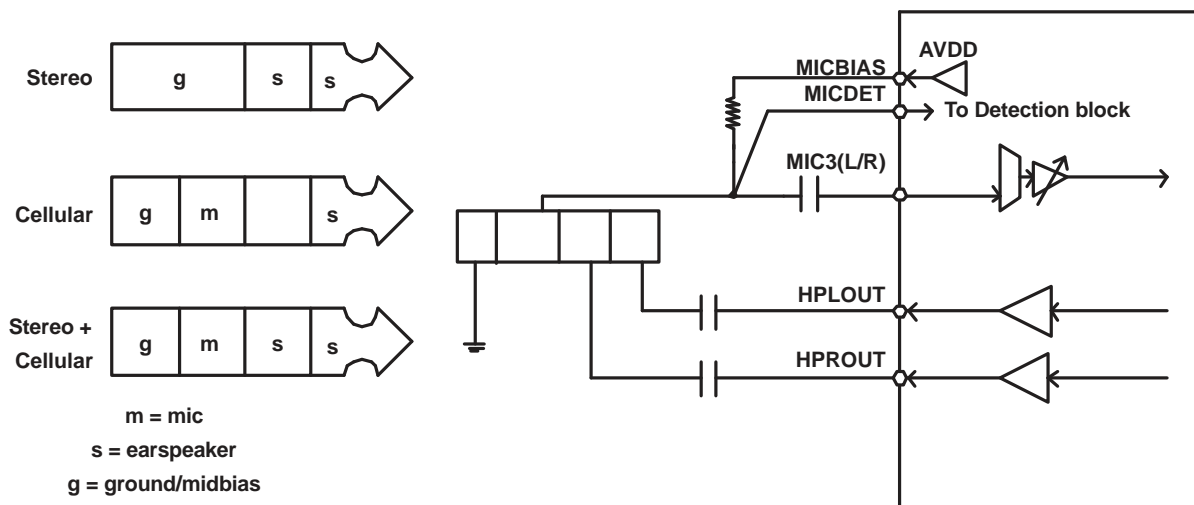 Stereo
g s s
Cellular
g m s
Stereo +
Cellular
g m s s
m = mic
s = earspeaker
g = ground/midbias
AVDD
MICBIAS
MICDET
To Detection block
MIC3(L/R)
HPLOUT
HPROUT